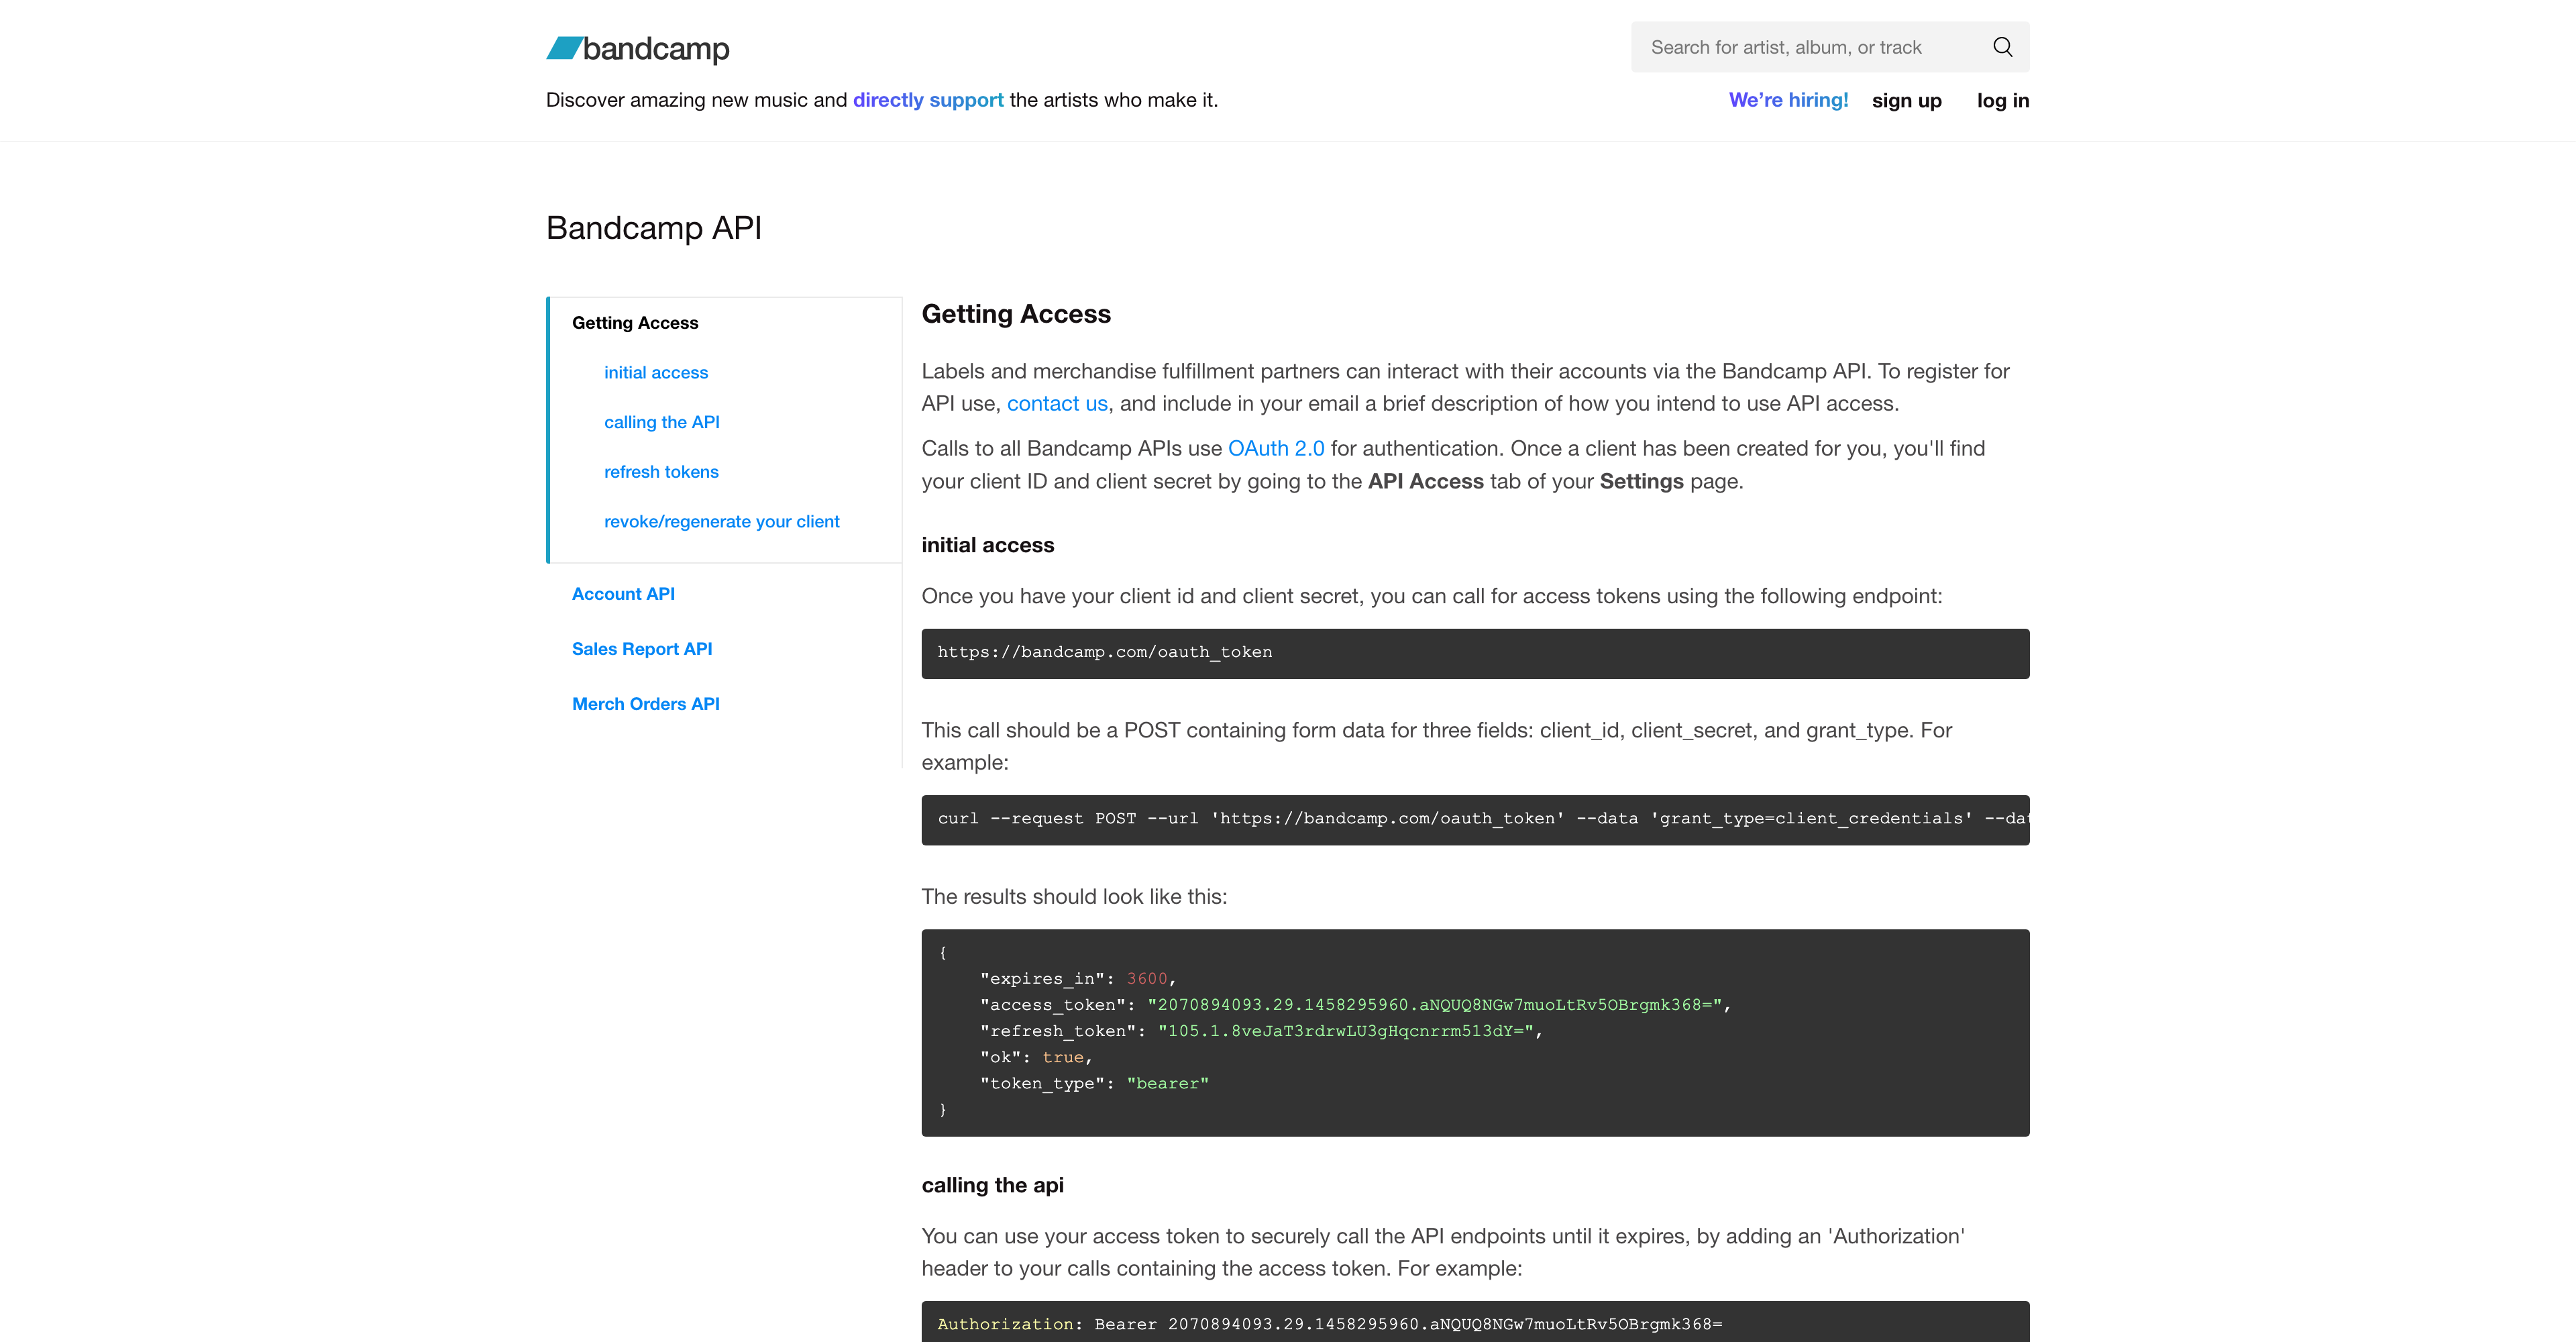 bandcamp
Search for artist, album, or track
Discover amazing new music and directly support the artists who make it.
We're hiring! sign up log in
Bandcamp API
Getting Access
initial access
calling the API
refresh tokens
revoke/regenerate your client
Account API
Sales Report API
Merch Orders API
Getting Access
Labels and merchandise fulfillment partners can interact with their accounts via the Bandcamp API. To register for
API use, contact us, and include in your email a brief description of how you intend to use API access.
Calls to all Bandcamp APIs use OAuth 2.0 for authentication. Once a client has been created for you, you'll find
your client ID and client secret by going to the API Access tab of your Settings page.
initial access
Once you have your client id and client secret, you can call for access tokens using the following endpoint:
https://bandcamp.com/oauth_token
This call should be a POST containing form data for three fields: client_id, client_secret, and grant_type. For
example:
curl --request POST --url 'https://bandcamp.com/oauth_token' --data 'grant_type=client_credentials' --dat
The results should look like this:
{
"expires_in": 3600,
"access_token": "2070894093.29.1458295960.aNQUQ8NGw7muoLtRv5OBrgmk368=",
"refresh_token": "105.1.8veJaT3rdrwLU3gHqcnrrm513dY=",
"ok": true,
"token_type": "bearer"
}
calling the api
You can use your access token to securely call the API endpoints until it expires, by adding an 'Authorization'
header to your calls containing the access token. For example:
Authorization: Bearer 2070894093.29.1458295960.aNQUQ8NGw7muoLtRv5OBrgmk368=